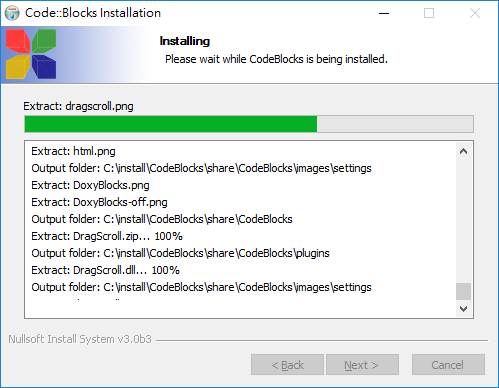 Code::Blocks Installation
Installing
Please wait while CodeBlocks is being installed.
Extract: dragscroll.png
Extract: html.png
Output folder: C:\install\CodeBlocks\share\CodeBlocks\images\settings
Extract: DoxyBlocks.png
Extract: DoxyBlocks-off.png
Output folder: C:\install\CodeBlocks\share\CodeBlocks
Extract: DragScroll.zip... 100%
Output folder: C:\install\CodeBlocks\share\CodeBlocks\plugins
Extract: DragScroll.dll... 100%
Output folder: C:\install\CodeBlocks\share\CodeBlocks\images\settings
Nullsoft Install System v3.0b3
< Back Next > Cancel